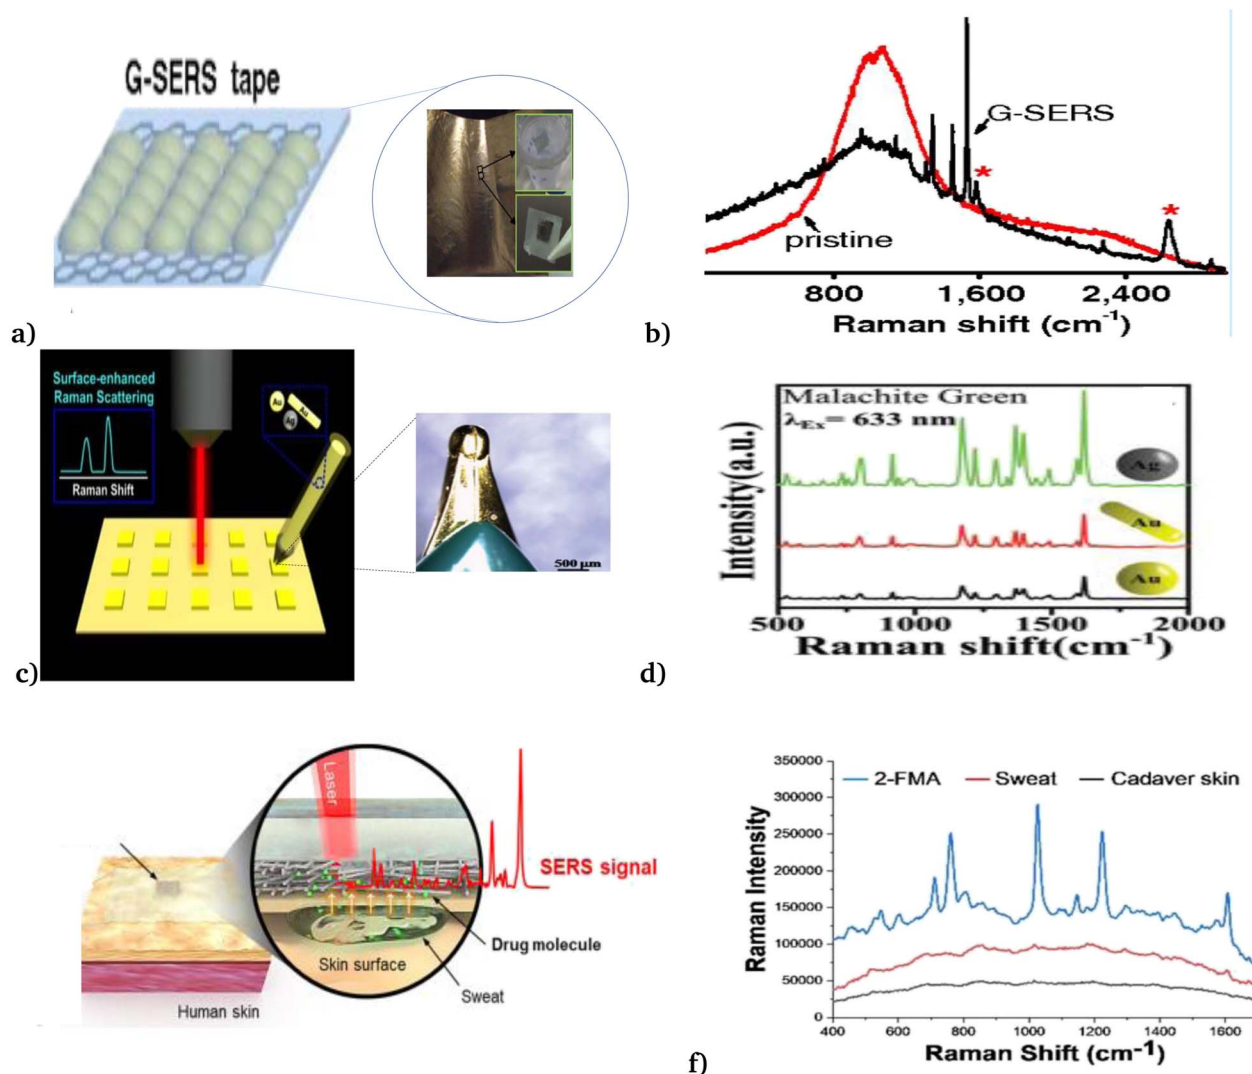 G-SERS tape
a)
G-SERS
*
*
pristine
800 1,600 2,400
Raman shift (cm-1)
b)
Surface-enhanced
Raman Scattering
Raman Shift
Au
Au
Ag
500 μm
c)
Malachite Green
λEx= 633 nm
Ag
Au
Au
Intensity(a.u.)
500 1000 1500 2000
Raman shift(cm-1)
d)
Laser
SERS signal
Drug molecule
Skin surface
Sweat
Human skin
350000
2-FMA Sweat Cadaver skin
300000
250000
200000
150000
100000
50000
0
Raman Intensity
400 600 800 1000 1200 1400 1600
Raman Shift (cm-1)
f)